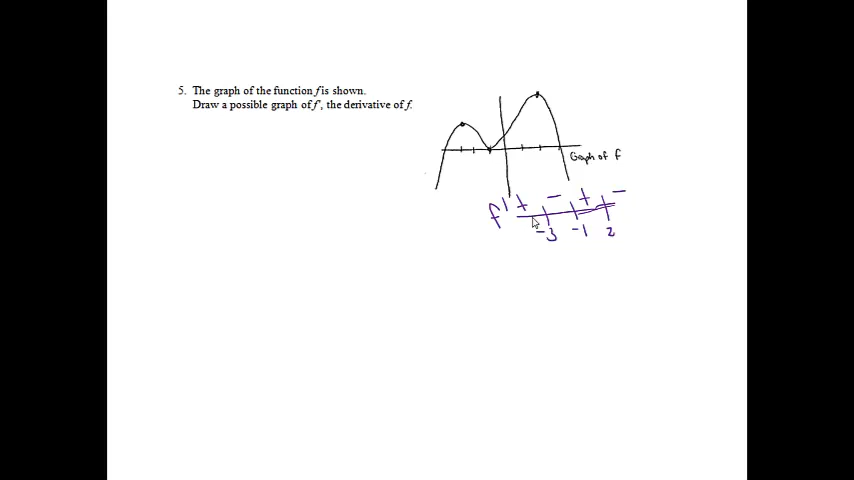 5. The graph of the function f is shown.
Draw a possible graph of f', the derivative of f.
Graph of f
f' + - + -
-3 -1 2